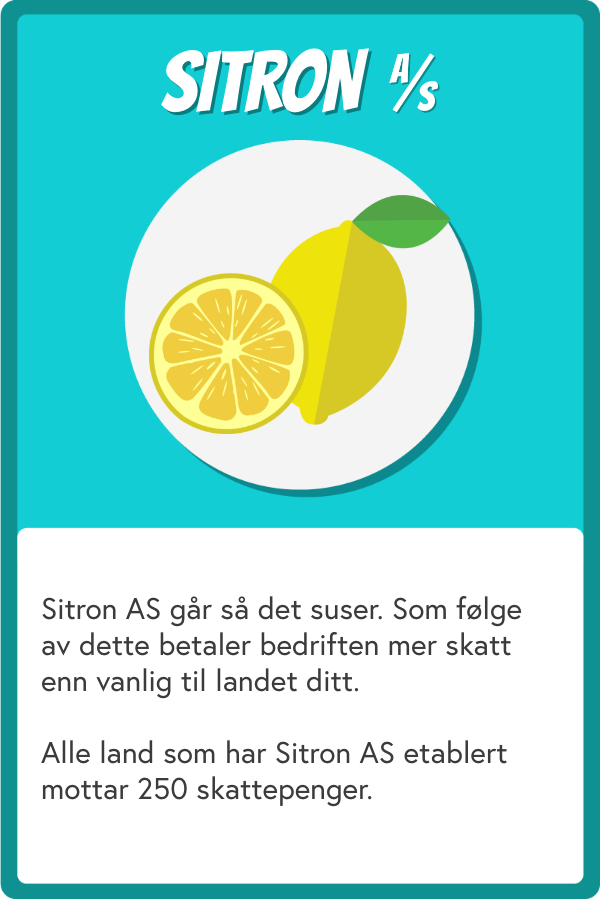 SITRON A/S
Sitron AS går så det suser. Som følge
av dette betaler bedriften mer skatt
enn vanlig til landet ditt.
Alle land som har Sitron AS etablert
mottar 250 skattepenger.